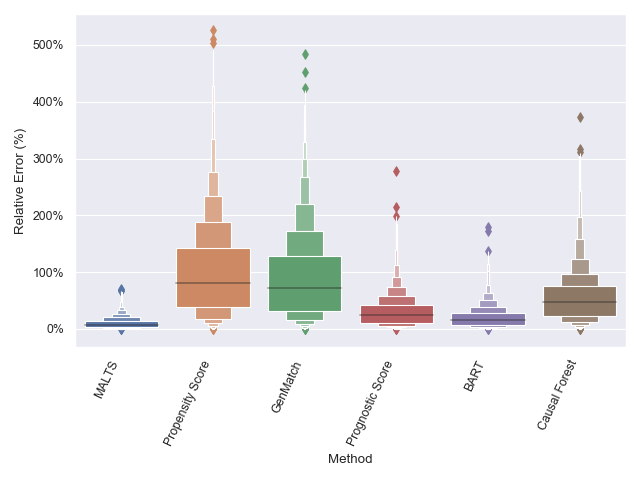 500%
400%
300%
200%
100%
0%
Relative Error (%)
MALTS
Propensity Score
GenMatch
Prognostic Score
BART
Causal Forest
Method